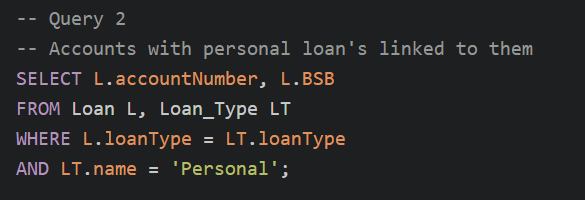 -- Query 2
-- Accounts with personal loan's linked to them
SELECT L.accountNumber, L.BSB
FROM Loan L, Loan_Type LT
WHERE L.loanType = LT.loanType
AND LT.name = 'Personal';